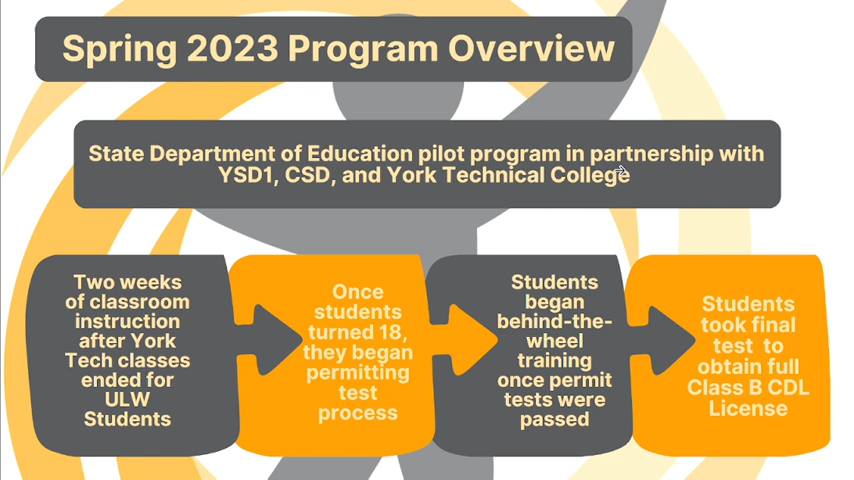 Spring 2023 Program Overview
State Department of Education pilot program in partnership with
YSD1, CSD, and York Technical College
Two weeks
of classroom
instruction
after York
Tech classes
ended for
ULW
Students
Once
students
turned 18,
they began
permitting
test
process
Students
began
behind-the-
wheel
training
once permit
tests were
passed
Students
took final
test to
obtain full
Class B CDL
License